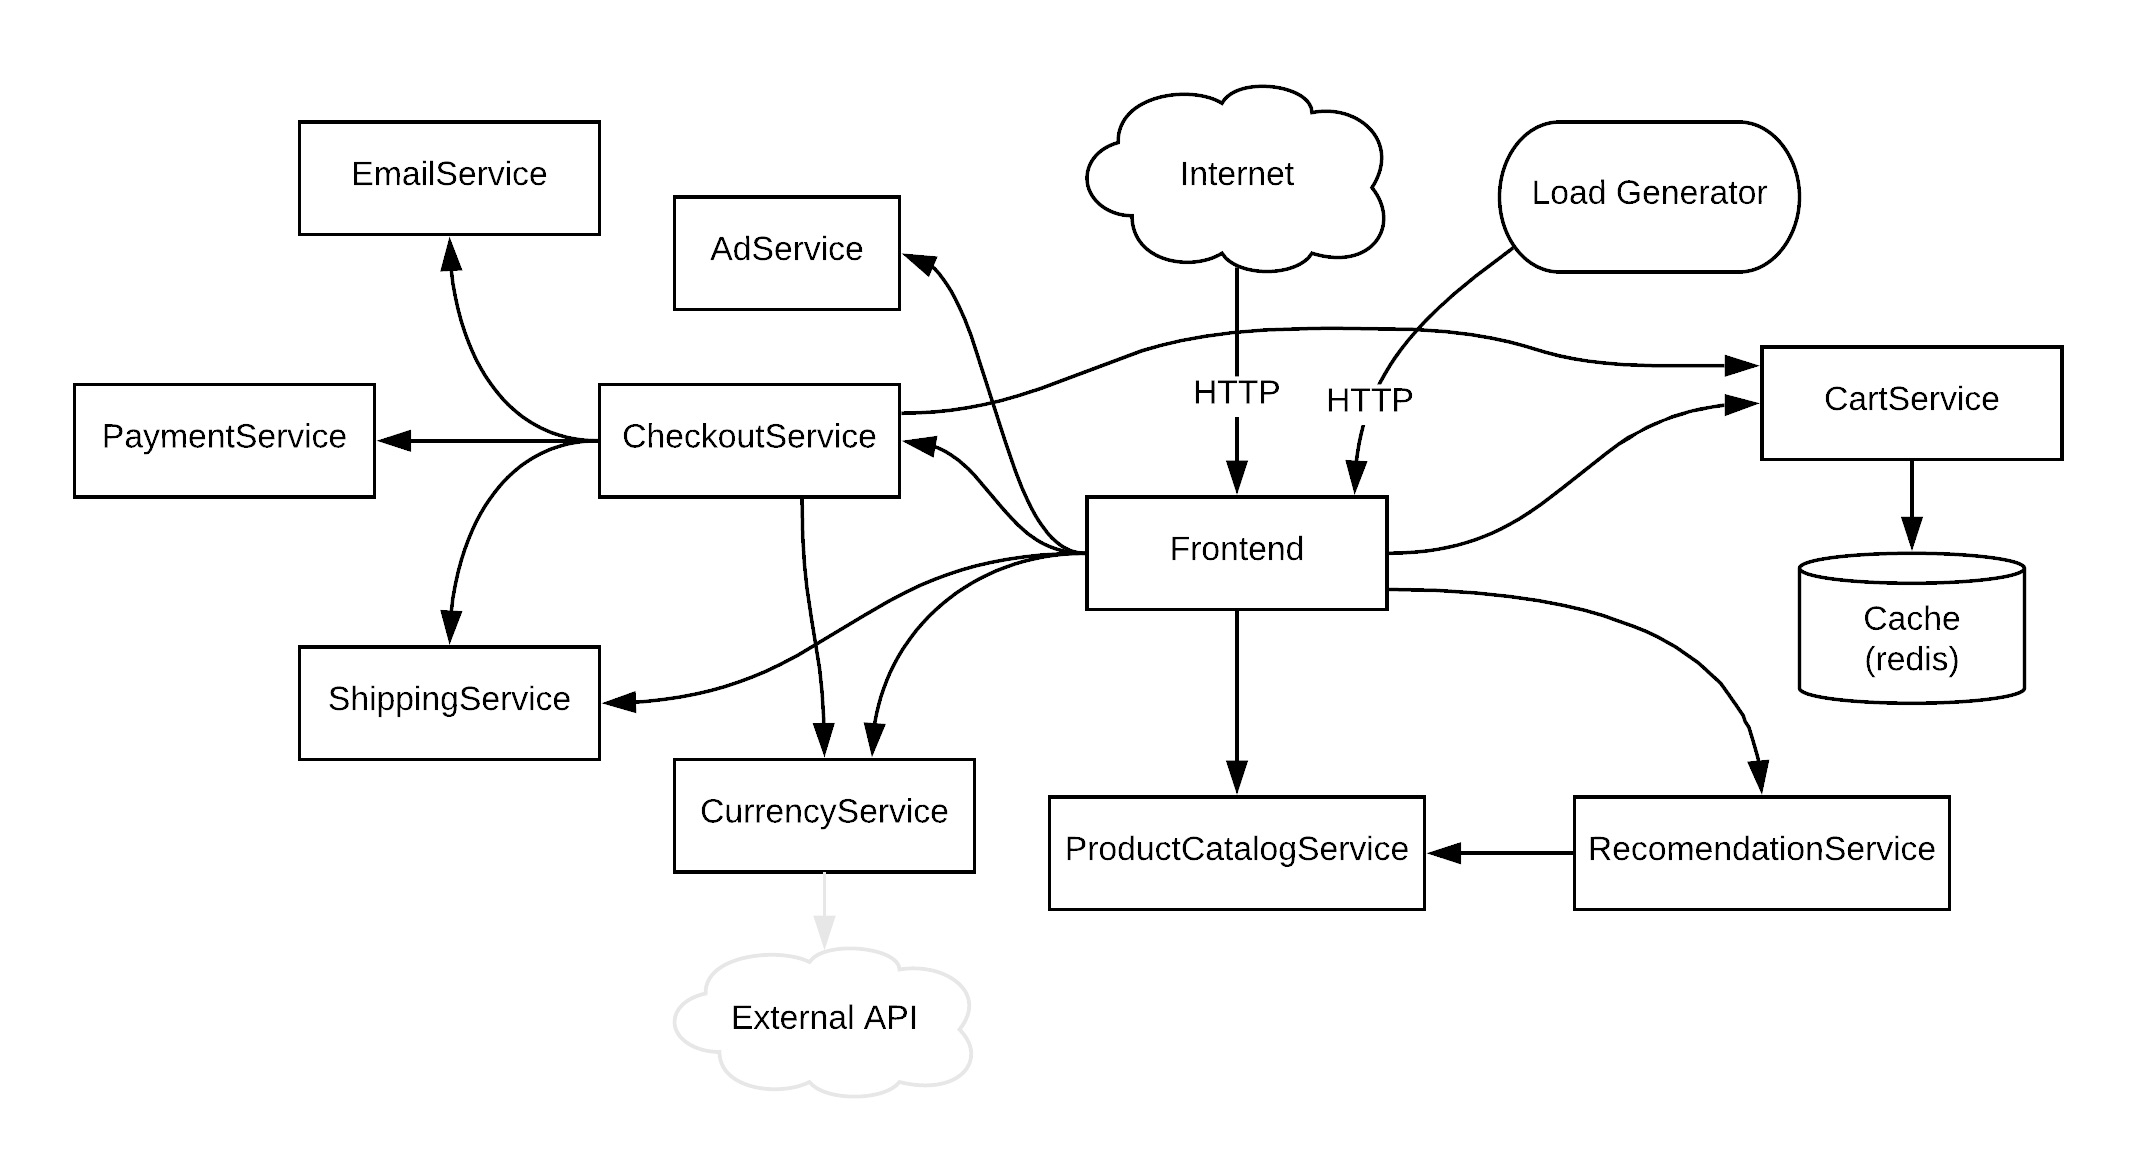 EmailService
AdService
Internet
Load Generator
HTTP
HTTP
PaymentService
CheckoutService
CartService
Frontend
Cache
(redis)
ShippingService
CurrencyService
ProductCatalogService
RecomendationService
External API